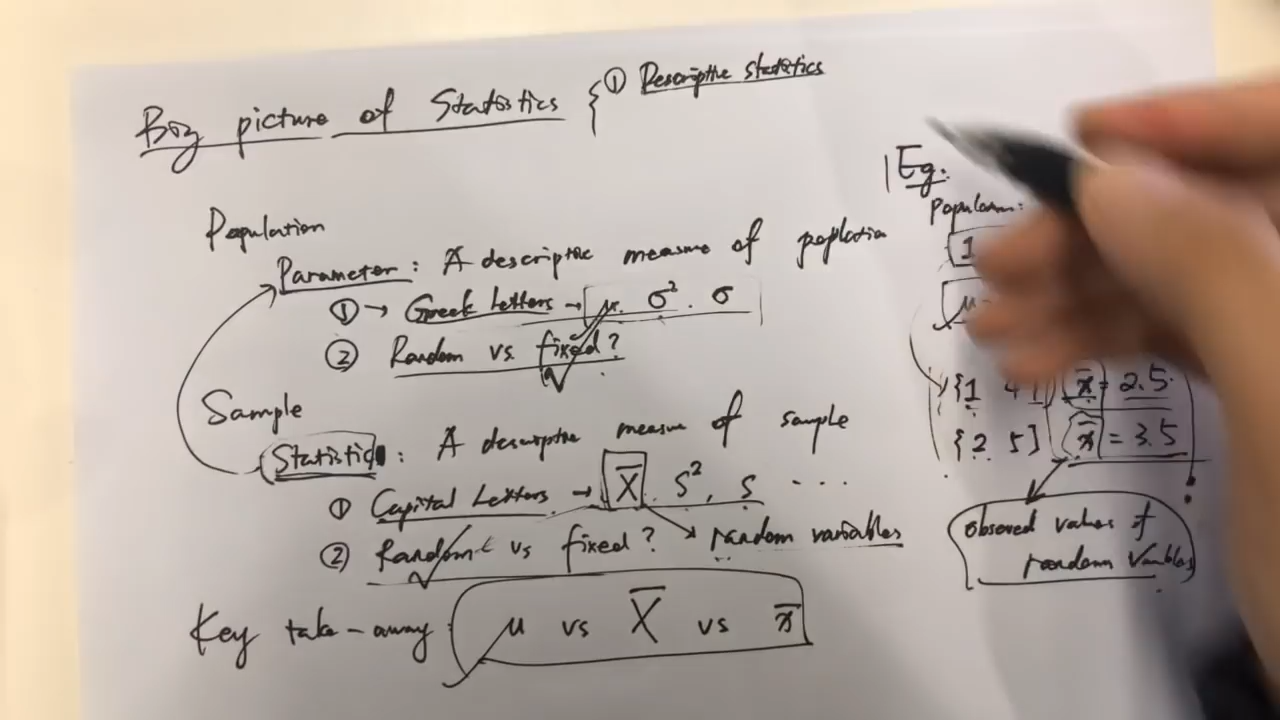 Big picture of Statistics { ① Descriptive statistics
Population
Parameter : A descriptive measure of poplation
① → Greek Letters → μ. σ². σ
② Random vs. fixed ?
Sample
Statistic : A descriptive measure of sample
① Capital Letters → X̄. S², S ...
② Random vs fixed ? → random variables
Key take-away : μ vs X̄ vs x̄
Eg.
Population:
1
μ
{1 4} x̄ = 2.5.
{2 5} x̄ = 3.5
observed values of
random variables